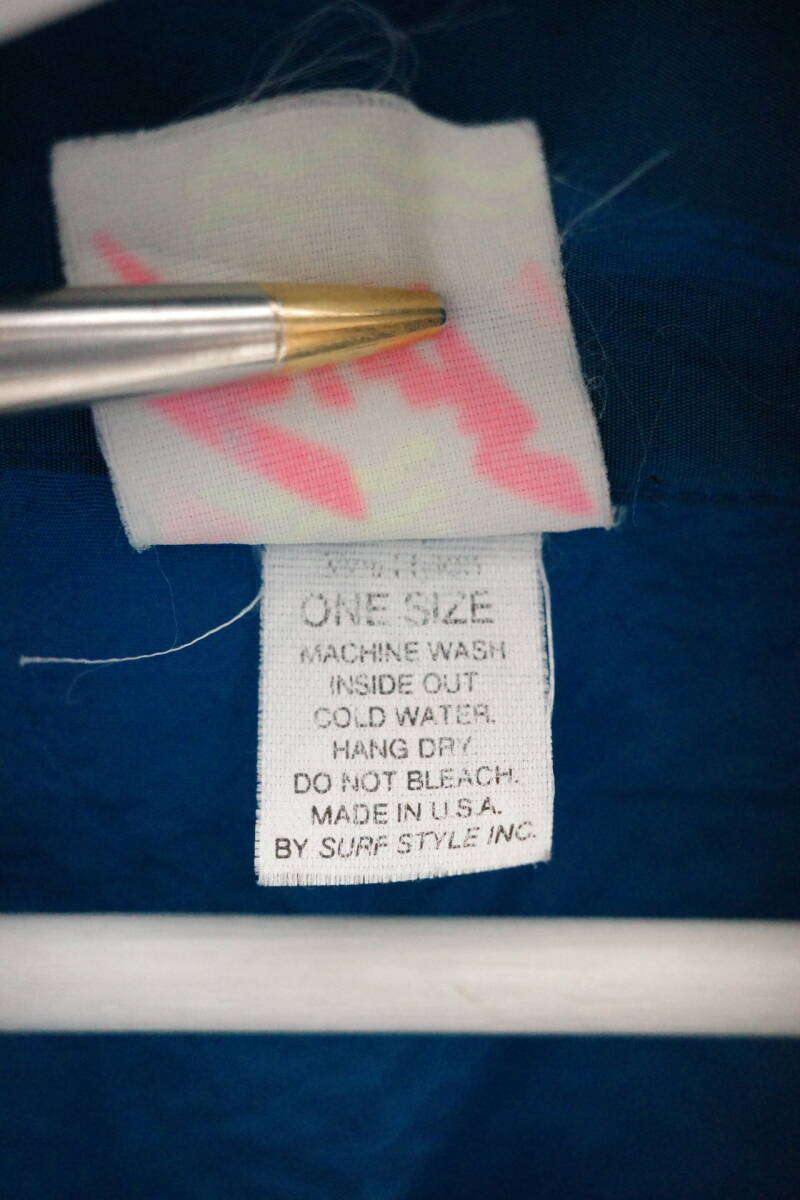 ONE SIZE
MACHINE WASH
INSIDE OUT
COLD WATER.
HANG DRY.
DO NOT BLEACH.
MADE IN U.S.A.
BY SURF STYLE INC.